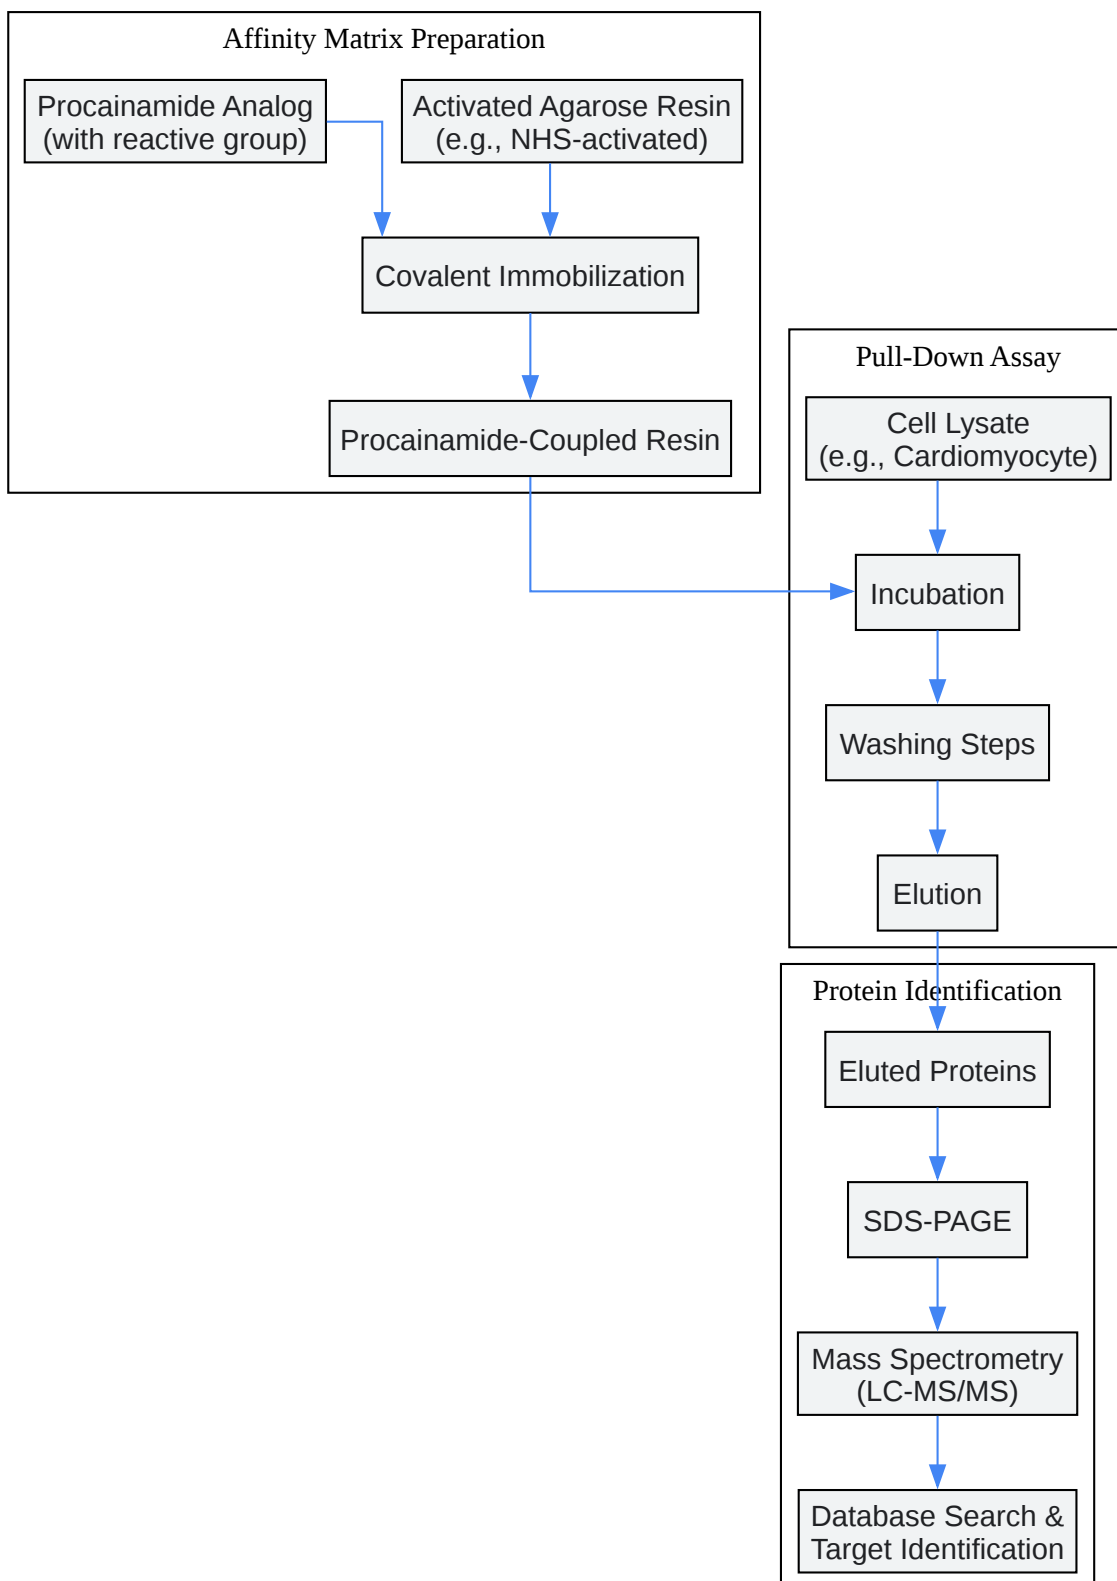 Affinity Matrix Preparation
Procainamide Analog
(with reactive group)
Activated Agarose Resin
(e.g., NHS-activated)
Covalent Immobilization
Procainamide-Coupled Resin
Pull-Down Assay
Cell Lysate
(e.g., Cardiomyocyte)
Incubation
Washing Steps
Elution
Protein Identification
Eluted Proteins
SDS-PAGE
Mass Spectrometry
(LC-MS/MS)
Database Search &
Target Identification